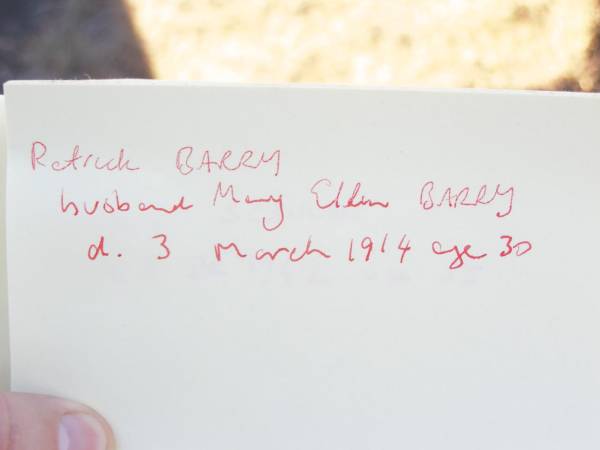 Patrick BARRY
husband Mary Ellen BARRY
d. 3 March 1914 age 30